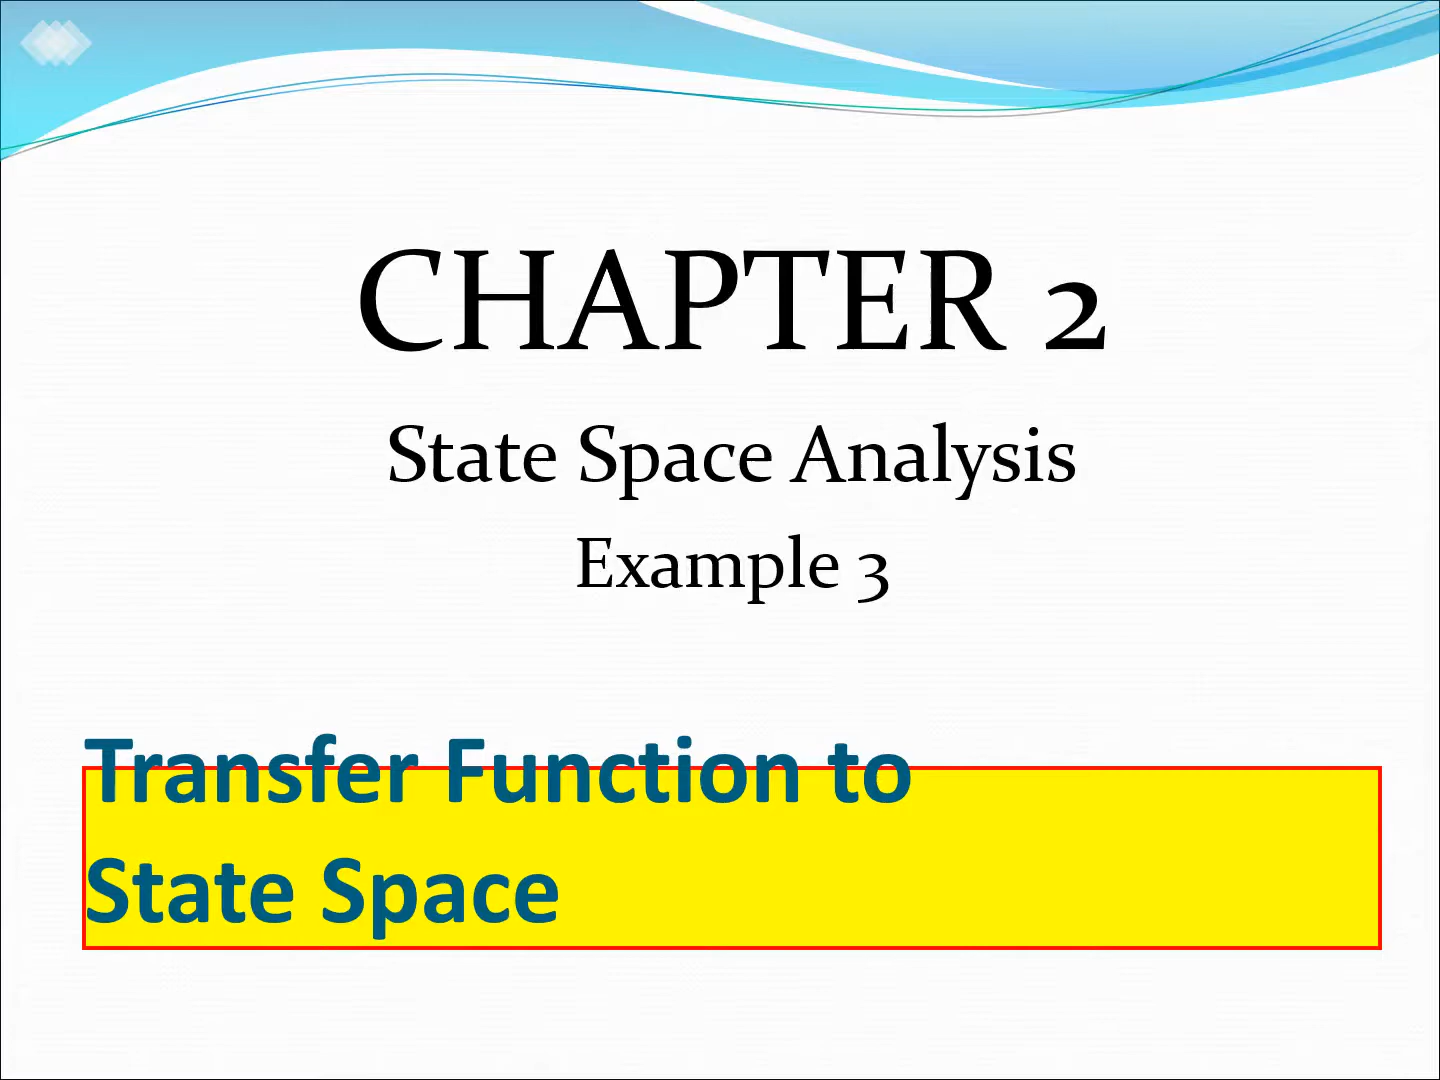 CHAPTER 2
State Space Analysis
Example 3
Transfer Function to
State Space